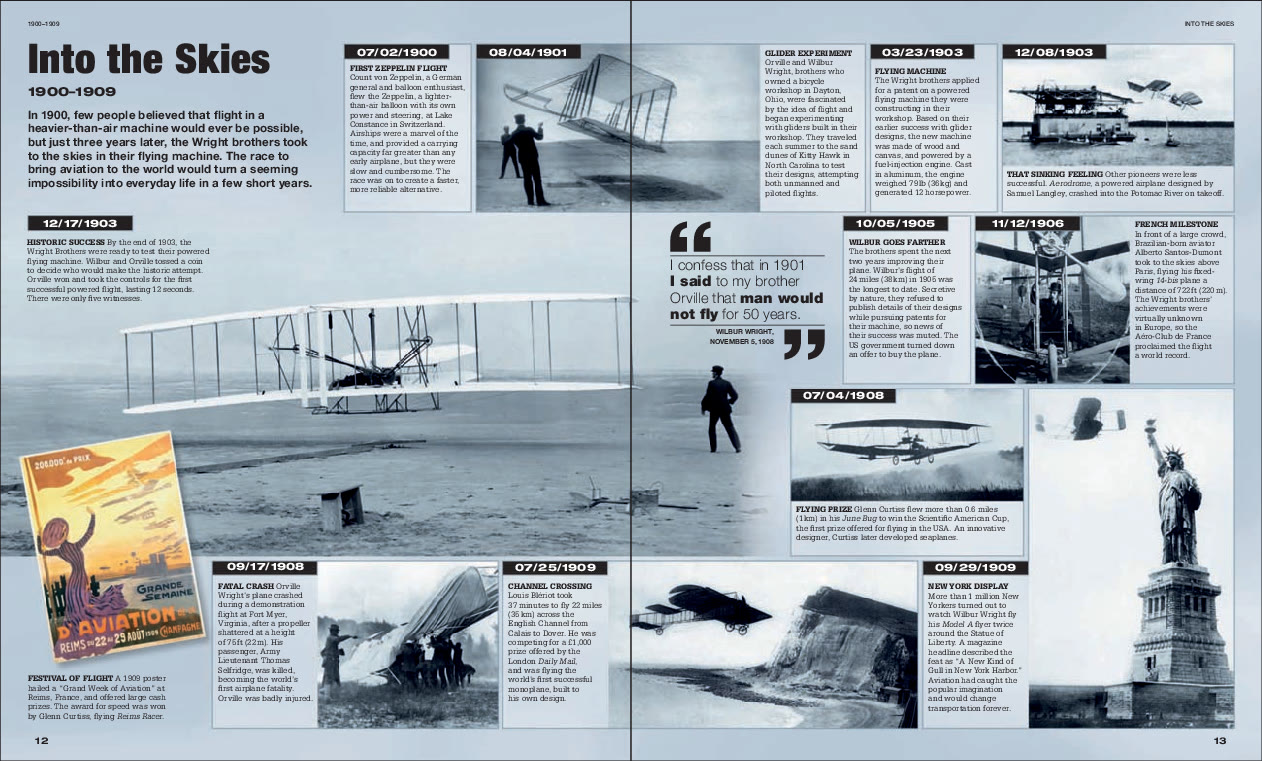 1900–1909
INTO THE SKIES
Into the Skies
1900–1909
In 1900, few people believed that flight in a
heavier-than-air machine would ever be possible,
but just three years later, the Wright brothers took
to the skies in their flying machine. The race to
bring aviation to the world would turn a seeming
impossibility into everyday life in a few short years.
07/02/1900
FIRST ZEPPELIN FLIGHT
Count von Zeppelin, a German
general and balloon enthusiast,
flew the Zeppelin, a lighter-
than-air balloon with its own
power and steering, at Lake
Constance in Switzerland.
Airships were a marvel of the
time, and provided a carrying
capacity far greater than any
early airplane, but they were
slow and cumbersome. The
race was on to create a faster,
more reliable alternative.
08/04/1901
GLIDER EXPERIMENT
Orville and Wilbur
Wright, brothers who
owned a bicycle
workshop in Dayton,
Ohio, were fascinated
by the idea of flight and
began experimenting
with gliders built in their
workshop. They traveled
each summer to the sand
dunes of Kitty Hawk in
North Carolina to test
their designs, attempting
both unmanned and
piloted flights.
03/23/1903
FLYING MACHINE
The Wright brothers applied
for a patent on a powered
flying machine they were
constructing in their
workshop. Based on their
earlier success with glider
designs, the new machine
was made of wood and
canvas, and powered by a
fuel-injection engine. Cast
in aluminum, the engine
weighed 79lb (36kg) and
generated 12 horsepower.
12/08/1903
THAT SINKING FEELING Other pioneers were less
successful. Aerodrome, a powered airplane designed by
Samuel Langley, crashed into the Potomac River on takeoff.
12/17/1903
HISTORIC SUCCESS By the end of 1903, the
Wright Brothers were ready to test their powered
flying machine. Wilbur and Orville tossed a coin
to decide who would make the historic attempt.
Orville won and took the controls for the first
successful powered flight, lasting 12 seconds.
There were only five witnesses.
“
I confess that in 1901
I said to my brother
Orville that man would
not fly for 50 years.
WILBUR WRIGHT,
NOVEMBER 5, 1908
”
10/05/1905
WILBUR GOES FARTHER
The brothers spent the next
two years improving their
plane. Wilbur's flight of
24 miles (38km) in 1905 was
the longest to date. Secretive
by nature, they refused to
publish details of their designs
while pursuing patents for
their machine, so news of
their success was muted. The
US government turned down
an offer to buy the plane.
11/12/1906
FRENCH MILESTONE
In front of a large crowd,
Brazilian-born aviator
Alberto Santos-Dumont
took to the skies above
Paris, flying his fixed-
wing 14-bis plane a
distance of 722ft (220 m).
The Wright brothers'
achievements were
virtually unknown
in Europe, so the
Aéro-Club de France
proclaimed the flight
a world record.
07/04/1908
FLYING PRIZE Glenn Curtiss flew more than 0.6 miles
(1km) in his June Bug to win the Scientific American Cup,
the first prize offered for flying in the USA. An innovative
designer, Curtiss later developed seaplanes.
200.000F DE PRIX
GRANDE
SEMAINE
D'AVIATION
DE LA
CHAMPAGNE
REIMS DU 22 AU 29 AOÛT 1909
FESTIVAL OF FLIGHT A 1909 poster
hailed a "Grand Week of Aviation" at
Reims, France, and offered large cash
prizes. The award for speed was won
by Glenn Curtiss, flying Reims Racer.
09/17/1908
FATAL CRASH Orville
Wright's plane crashed
during a demonstration
flight at Fort Myer,
Virginia, after a propeller
shattered at a height
of 75ft (22m). His
passenger, Army
Lieutenant Thomas
Selfridge, was killed,
becoming the world's
first airplane fatality.
Orville was badly injured.
07/25/1909
CHANNEL CROSSING
Louis Blériot took
37 minutes to fly 22 miles
(35km) across the
English Channel from
Calais to Dover. He was
competing for a £1,000
prize offered by the
London Daily Mail,
and was flying the
world's first successful
monoplane, built to
his own design.
09/29/1909
NEW YORK DISPLAY
More than 1 million New
Yorkers turned out to
watch Wilbur Wright fly
his Model A flyer twice
around the Statue of
Liberty. A magazine
headline described the
feat as "A New Kind of
Gull in New York Harbor."
Aviation had caught the
popular imagination
and would change
transportation forever.
12
13